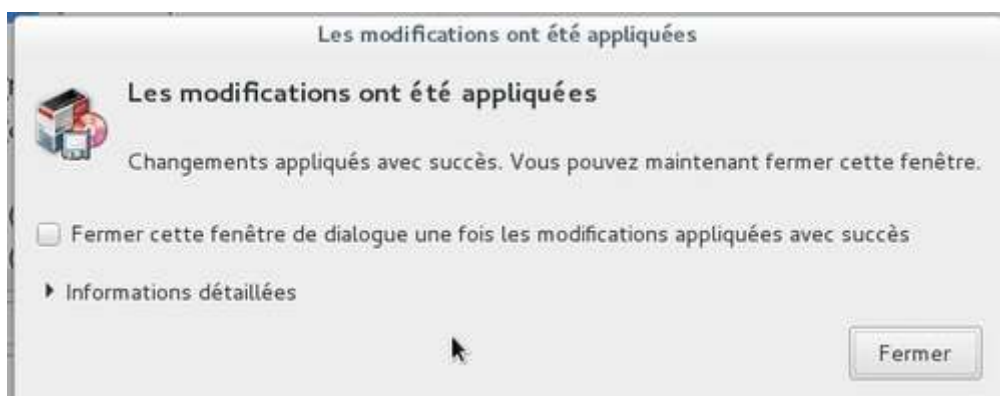 Les modifications ont été appliquées
Les modifications ont été appliquées
Changements appliqués avec succès. Vous pouvez maintenant fermer cette fenêtre.
Fermer cette fenêtre de dialogue une fois les modifications appliquées avec succès
Informations détaillées
Fermer